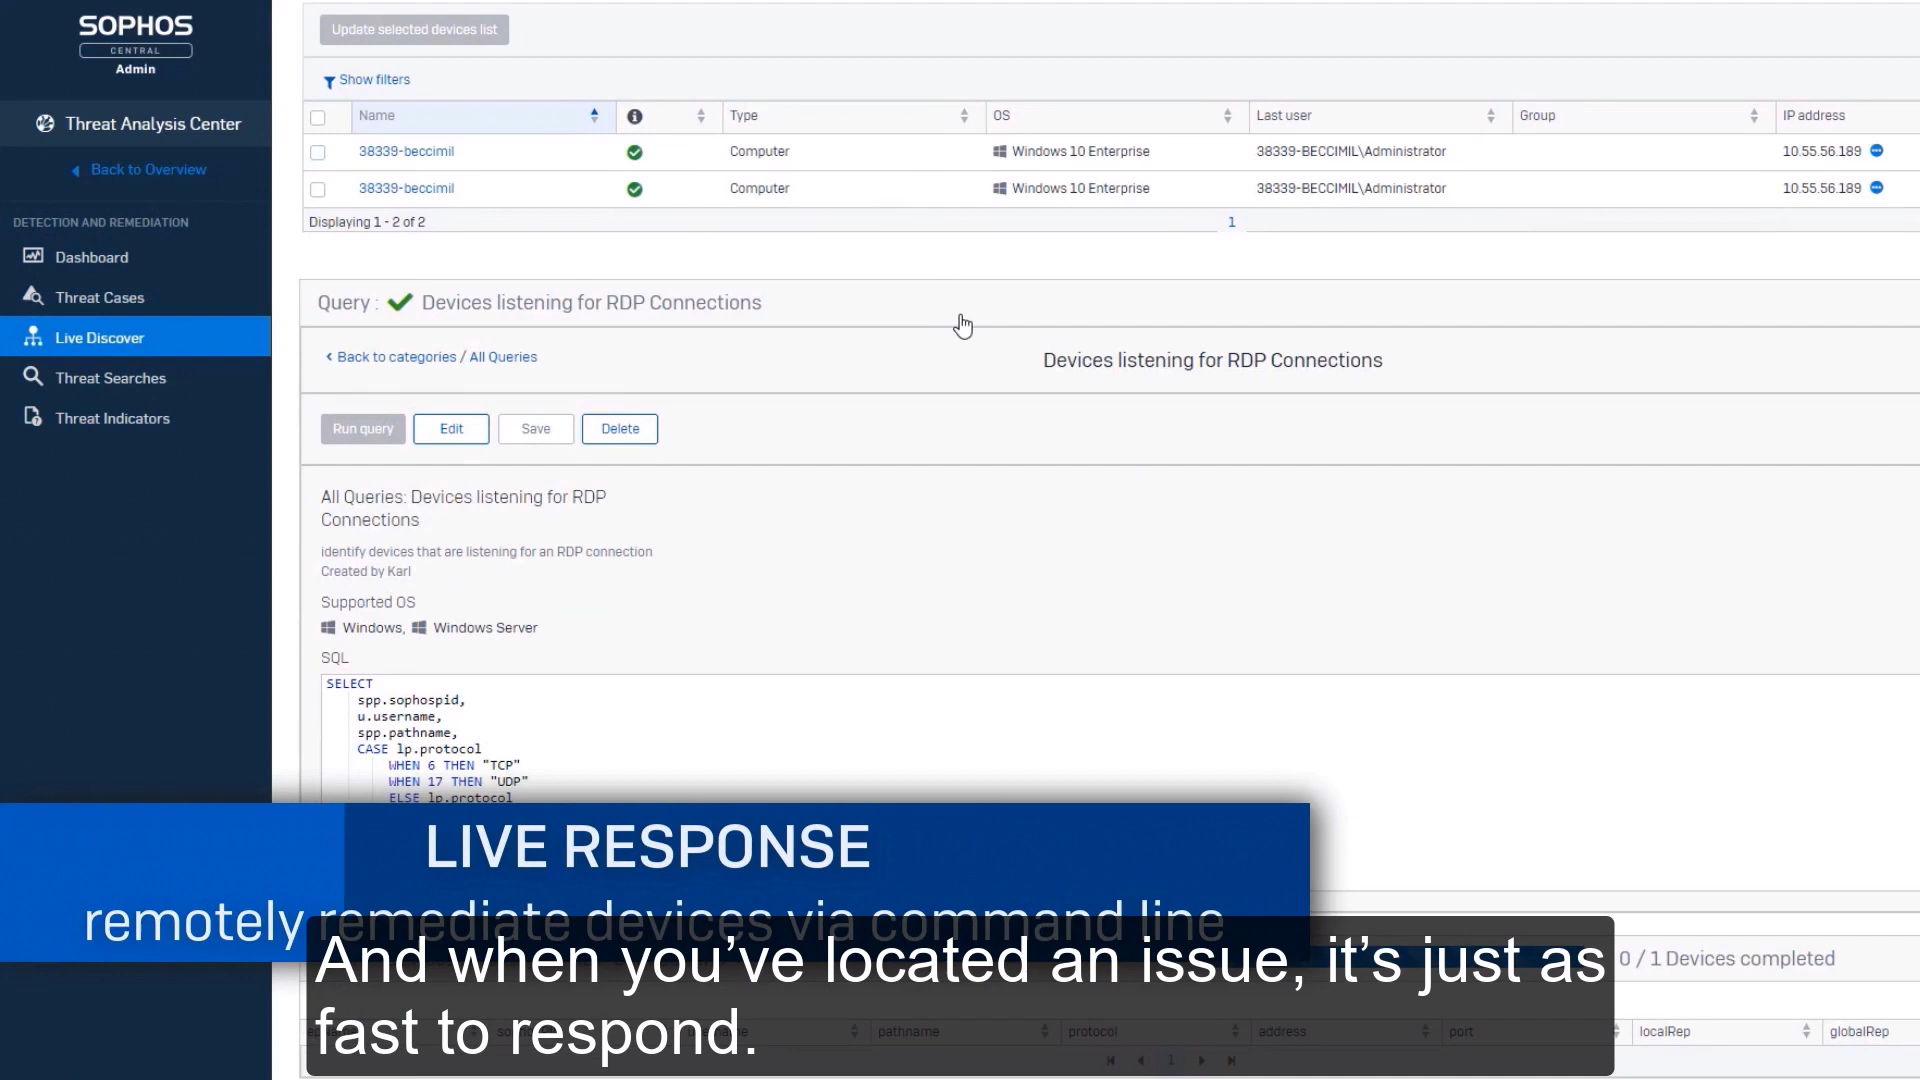 SOPHOS
CENTRAL
Admin
Threat Analysis Center
Back to Overview
DETECTION AND REMEDIATION
Dashboard
Threat Cases
Live Discover
Threat Searches
Threat Indicators
Update selected devices list
Show filters
Name Type OS Last user Group IP address
38339-beccimil Computer Windows 10 Enterprise 38339-BECCIMIL\Administrator 10.55.56.189
38339-beccimil Computer Windows 10 Enterprise 38339-BECCIMIL\Administrator 10.55.56.189
Displaying 1 - 2 of 2 1
Query : Devices listening for RDP Connections
Back to categories / All Queries
Devices listening for RDP Connections
Run query Edit Save Delete
All Queries: Devices listening for RDP
Connections
identify devices that are listening for an RDP connection
Created by Karl
Supported OS
Windows, Windows Server
SQL
SELECT
spp.sophospid,
u.username,
spp.pathname,
CASE lp.protocol
WHEN 6 THEN "TCP"
WHEN 17 THEN "UDP"
ELSE lp.protocol
LIVE RESPONSE
remotely remediate devices via command line
And when you’ve located an issue, it’s just as
fast to respond.
0 / 1 Devices completed
pathname protocol address port localRep globalRep
1